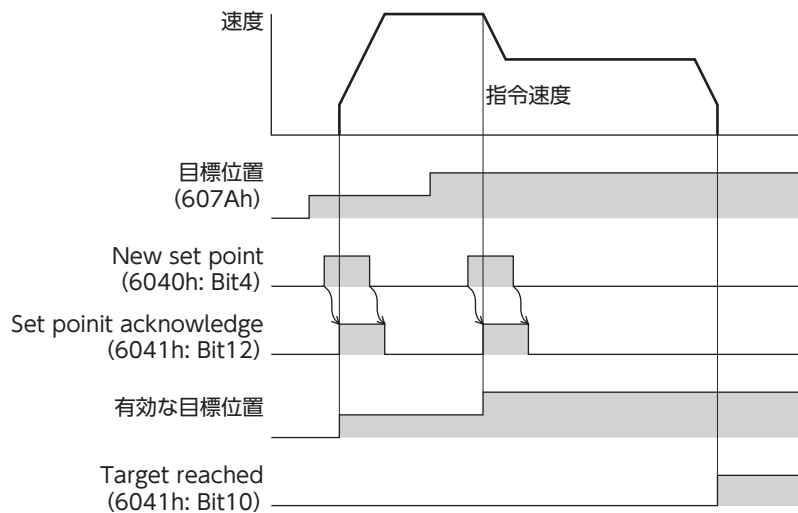 速度
指令速度
目標位置
(607Ah)
New set point
(6040h: Bit4)
Set poinit acknowledge
(6041h: Bit12)
有効な目標位置
Target reached
(6041h: Bit10)